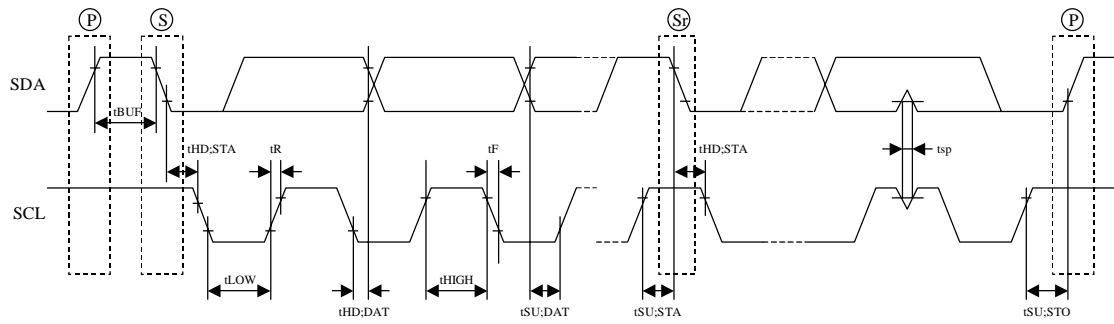 P S Sr P
SDA
tBUF
tHD;STA tR tF tHD;STA tsp
SCL
tLOW tHIGH
tHD;DAT tSU;DAT tSU;STA tSU;STO